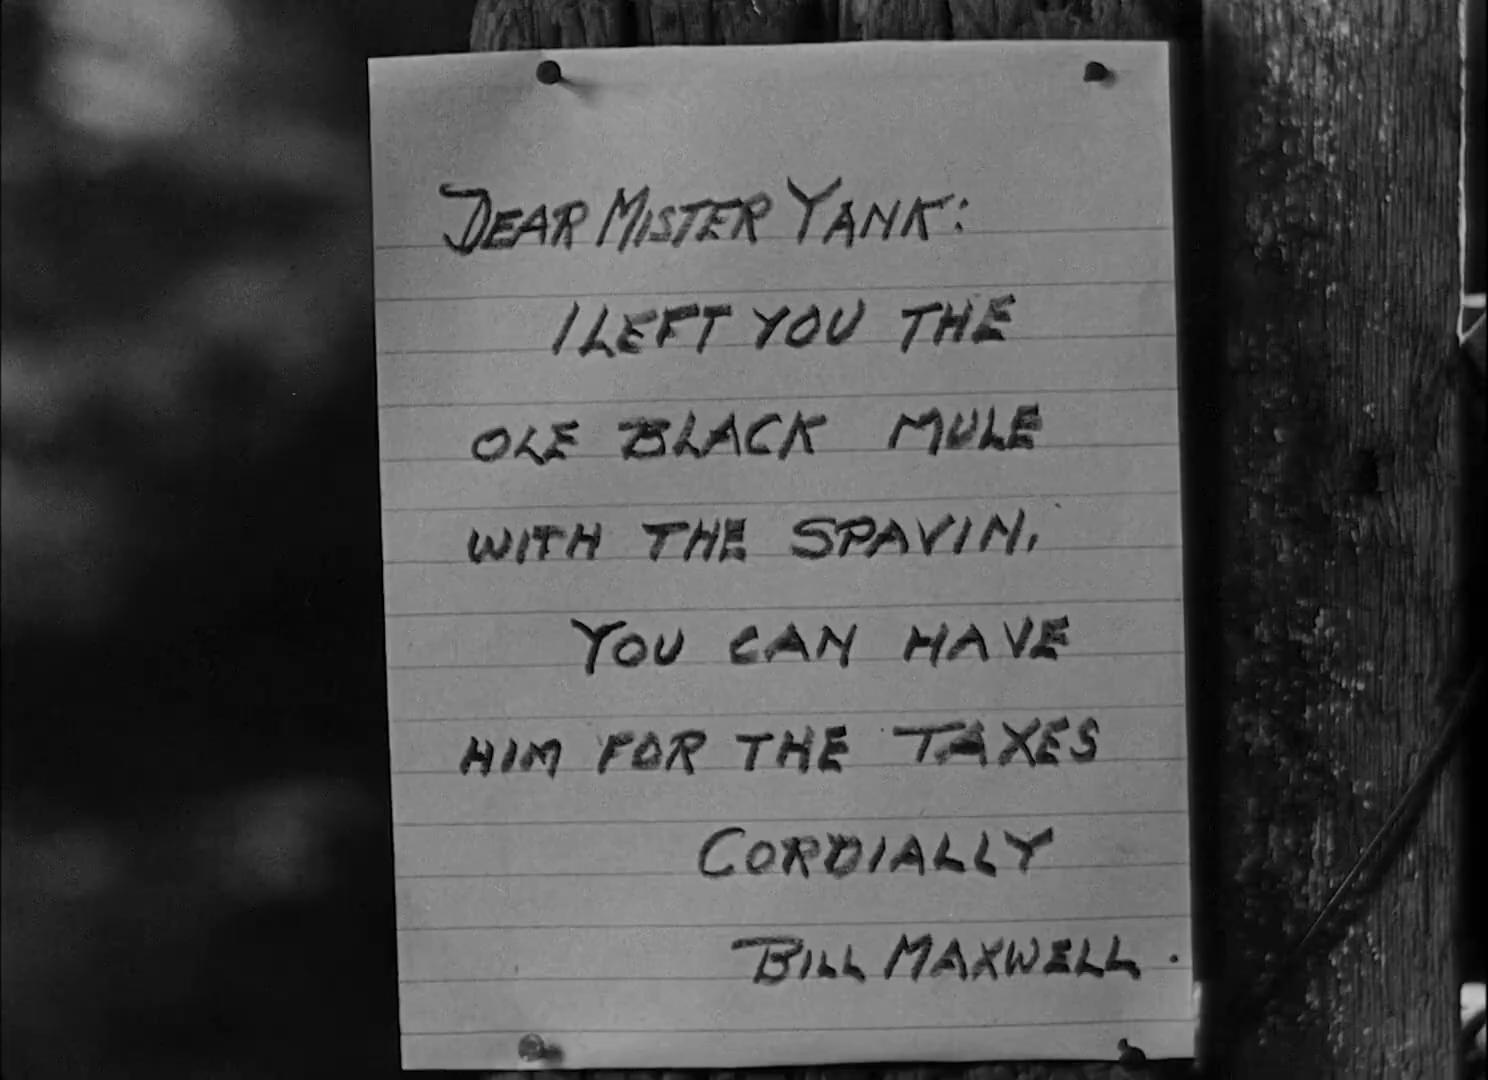 DEAR MISTER YANK:
I LEFT YOU THE
OLE BLACK MULE
WITH THE SPAVIN.
YOU CAN HAVE
HIM FOR THE TAXES
CORDIALLY
BILL MAXWELL.